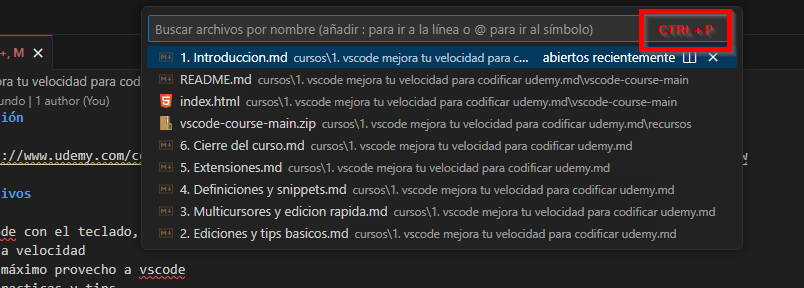 Buscar archivos por nombre (añadir : para ir a la línea o @ para ir al símbolo)
CTRL + P
+, M
1. Introduccion.md cursos\1. vscode mejora tu velocidad para c... abiertos recientemente
README.md cursos\1. vscode mejora tu velocidad para codificar udemy.md\vscode-course-main
index.html cursos\1. vscode mejora tu velocidad para codificar udemy.md\vscode-course-main
vscode-course-main.zip cursos\1. vscode mejora tu velocidad para codificar udemy.md\recursos
6. Cierre del curso.md cursos\1. vscode mejora tu velocidad para codificar udemy.md
5. Extensiones.md cursos\1. vscode mejora tu velocidad para codificar udemy.md
4. Definiciones y snippets.md cursos\1. vscode mejora tu velocidad para codificar udemy.md
3. Multicursores y edicion rapida.md cursos\1. vscode mejora tu velocidad para codificar udemy.md
2. Ediciones y tips basicos.md cursos\1. vscode mejora tu velocidad para codificar udemy.md
ra tu velocidad para cod
undo | 1 author (You)
ión
://www.udemy.com/co
ivos
de con el teclado,
a velocidad
máximo provecho a vscode